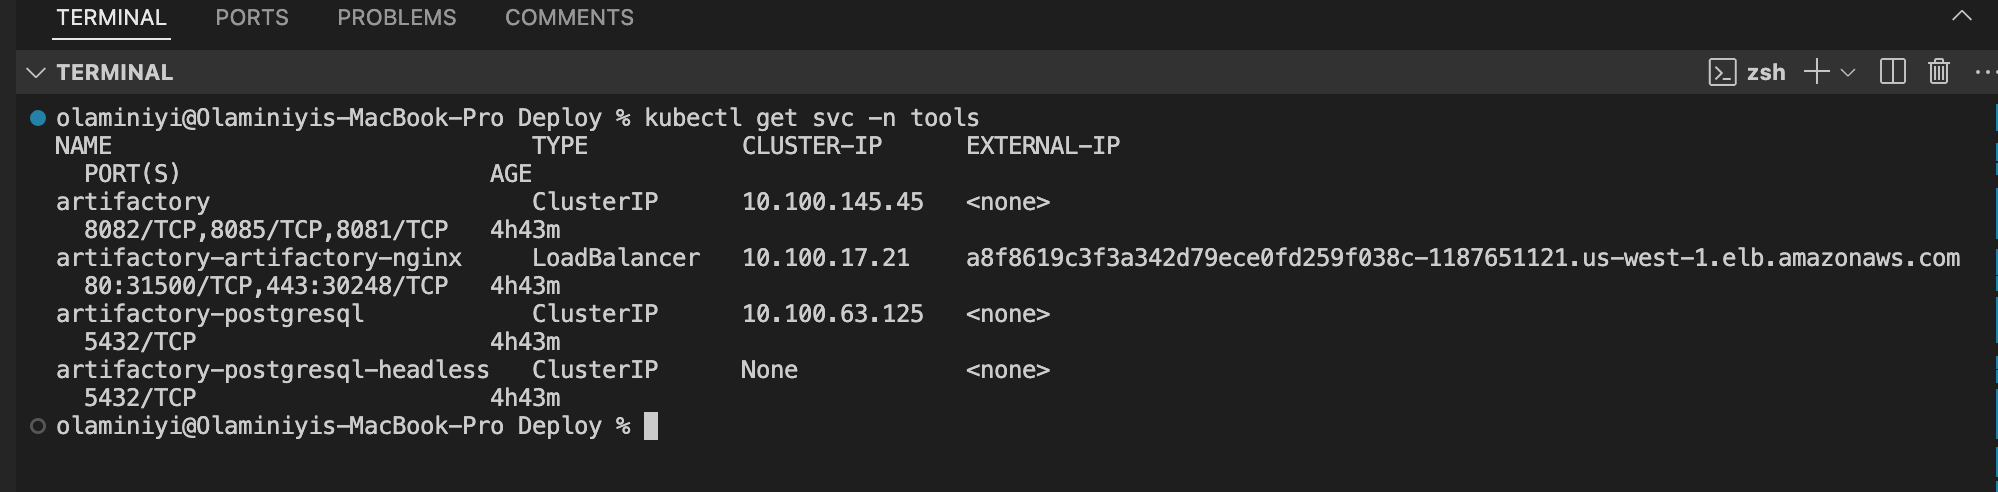 TERMINAL PORTS PROBLEMS COMMENTS
TERMINAL zsh
olaminiyi@Olaminiyis-MacBook-Pro Deploy % kubectl get svc -n tools
NAME TYPE CLUSTER-IP EXTERNAL-IP
PORT(S) AGE
artifactory ClusterIP 10.100.145.45 <none>
8082/TCP,8085/TCP,8081/TCP 4h43m
artifactory-artifactory-nginx LoadBalancer 10.100.17.21 a8f8619c3f3a342d79ece0fd259f038c-1187651121.us-west-1.elb.amazonaws.com
80:31500/TCP,443:30248/TCP 4h43m
artifactory-postgresql ClusterIP 10.100.63.125 <none>
5432/TCP 4h43m
artifactory-postgresql-headless ClusterIP None <none>
5432/TCP 4h43m
olaminiyi@Olaminiyis-MacBook-Pro Deploy %